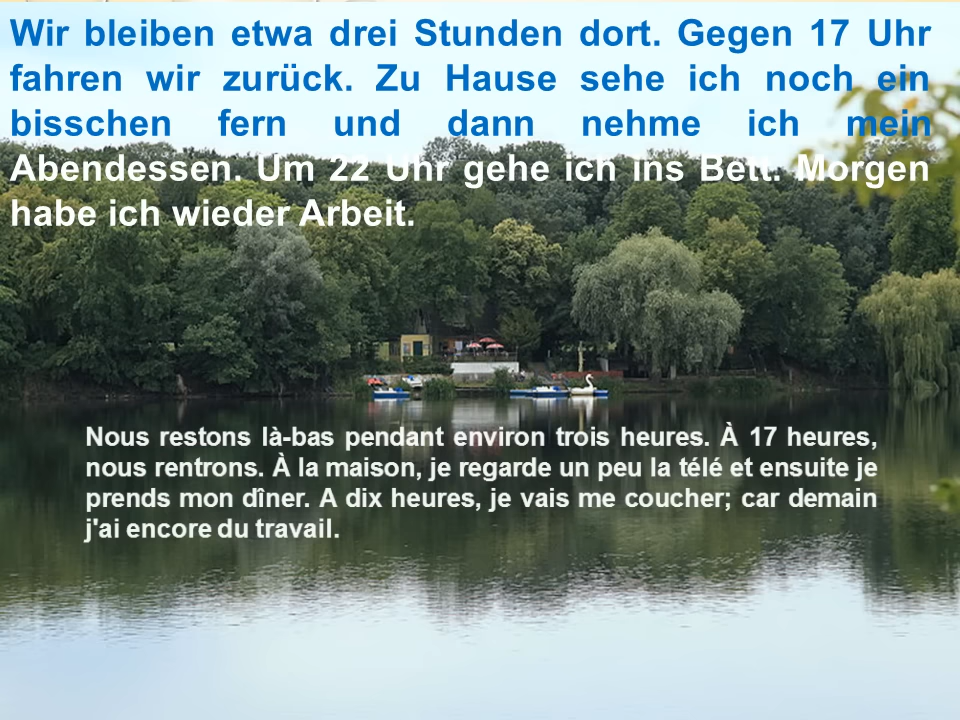 Wir bleiben etwa drei Stunden dort. Gegen 17 Uhr
fahren wir zurück. Zu Hause sehe ich noch ein
bisschen fern und dann nehme ich mein
Abendessen. Um 22 Uhr gehe ich ins Bett. Morgen
habe ich wieder Arbeit.
Nous restons là-bas pendant environ trois heures. À 17 heures,
nous rentrons. À la maison, je regarde un peu la télé et ensuite je
prends mon dîner. A dix heures, je vais me coucher; car demain
j'ai encore du travail.